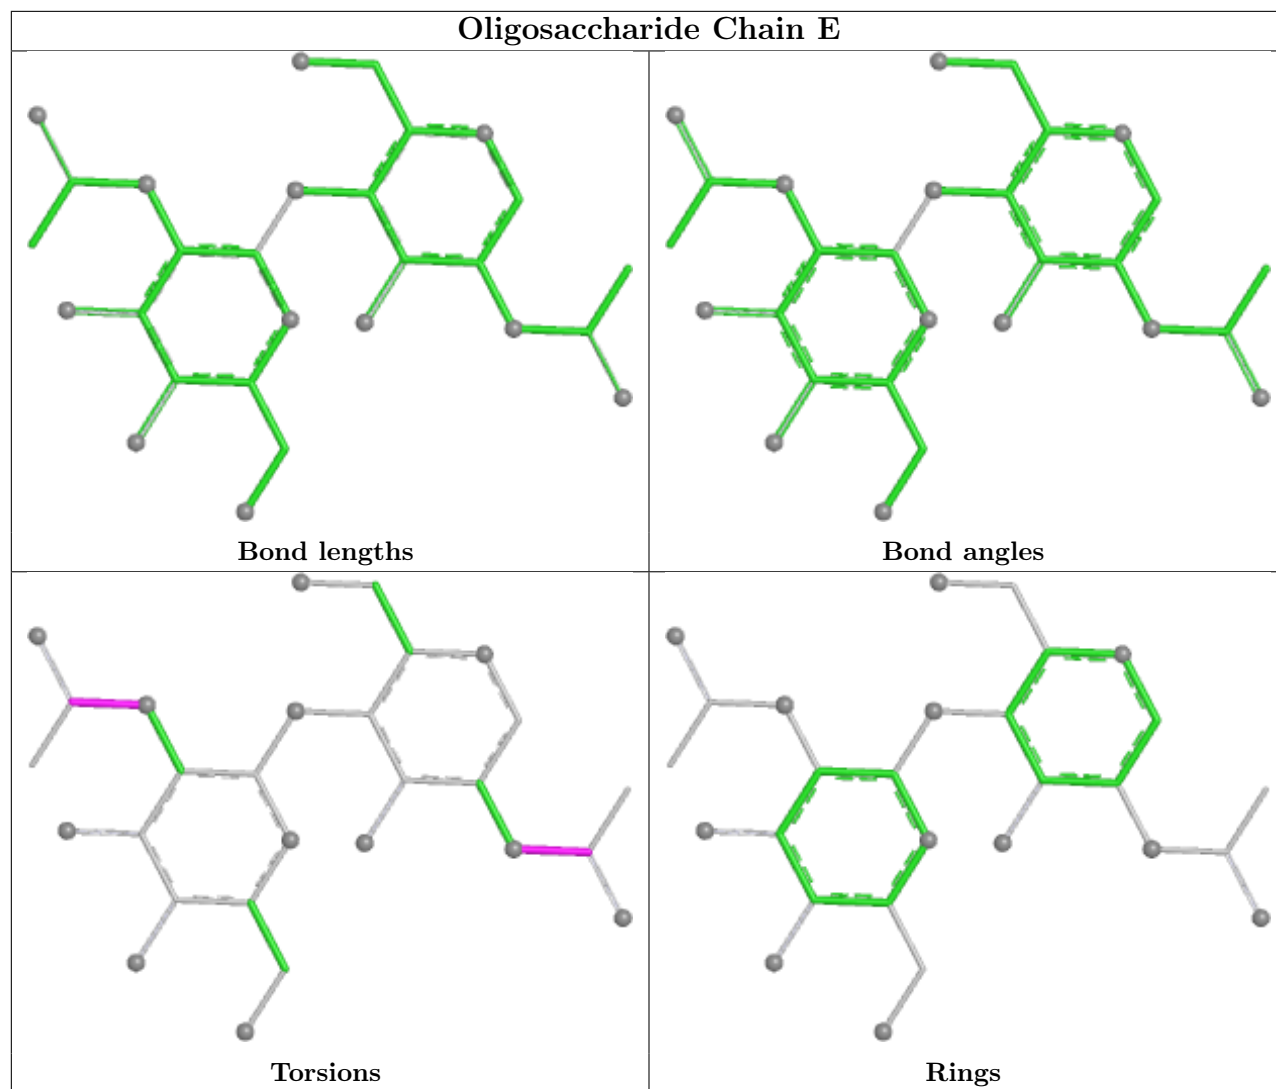 Oligosaccharide Chain E
Bond lengths
Bond angles
Torsions
Rings